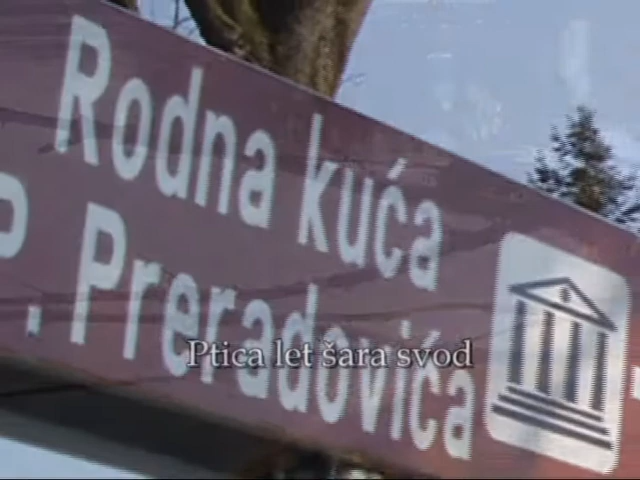 Rodna kuća
P. Preradovića
Ptica let šara svod